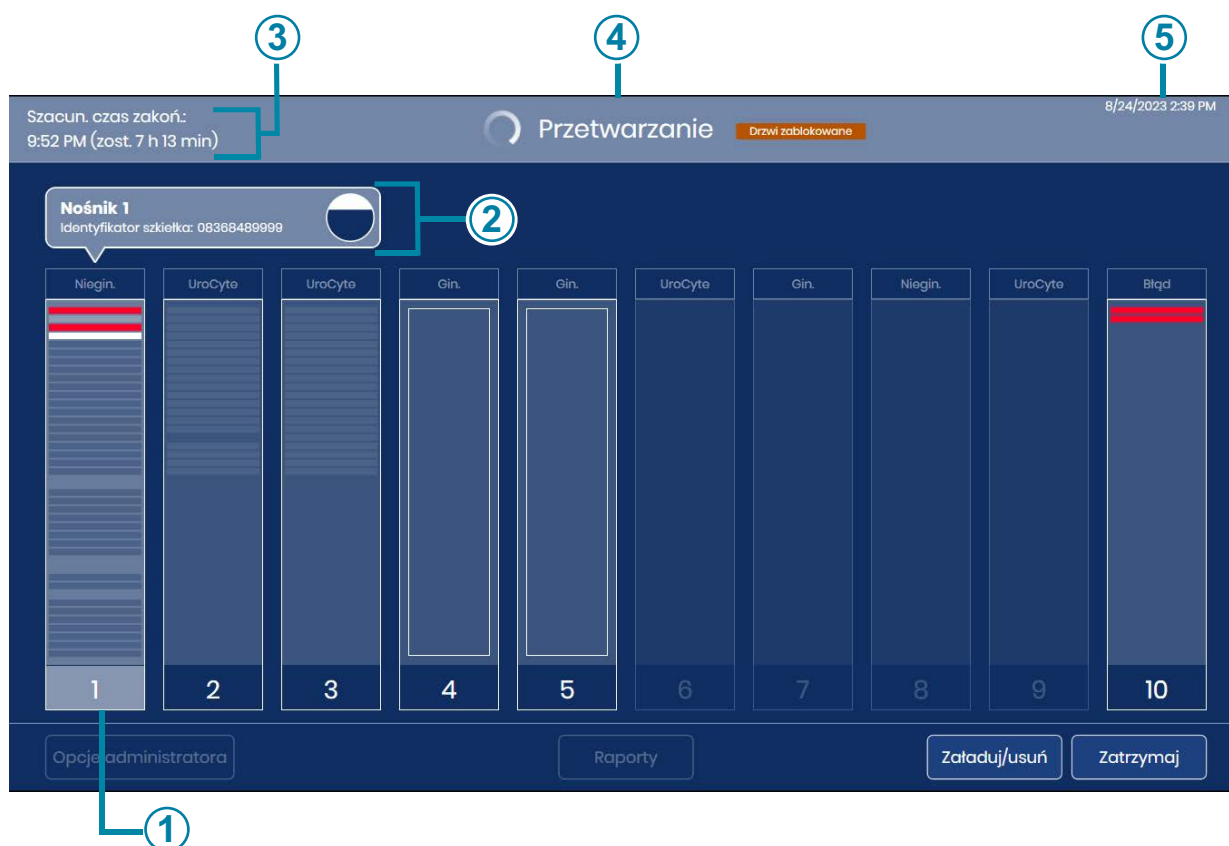 3
4
5
Szacun. czas zakoń.:
9:52 PM (zost. 7 h 13 min)
Przetwarzanie
Drzwi zablokowane
8/24/2023 2:39 PM
Nośnik 1
Identyfikator szkiełka: 08368489999
2
Niegin.
UroCyte
UroCyte
Gin.
Gin.
UroCyte
Gin.
Niegin.
UroCyte
Błąd
1
2
3
4
5
6
7
8
9
10
Opcje administratora
Raporty
Załaduj/usuń
Zatrzymaj
1